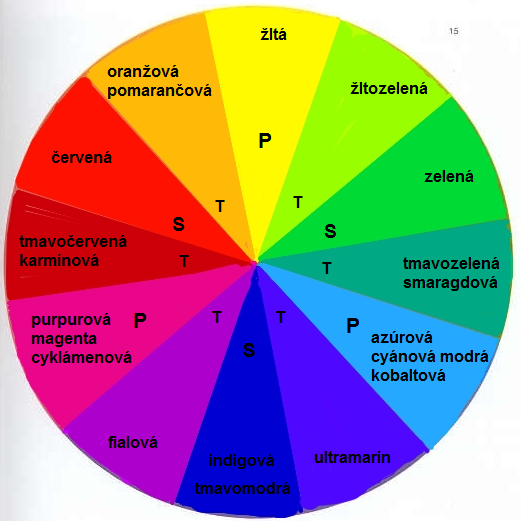 15
žltá
P
žltozelená
T
zelená
S
tmavozelená
smaragdová
T
azúrová
cyánová modrá
kobaltová
P
ultramarín
T
indigová
tmavomodrá
S
fialová
T
purpurová
magenta
cyklámenová
P
tmavočervená
karmínová
T
červená
S
oranžová
pomarančová
T